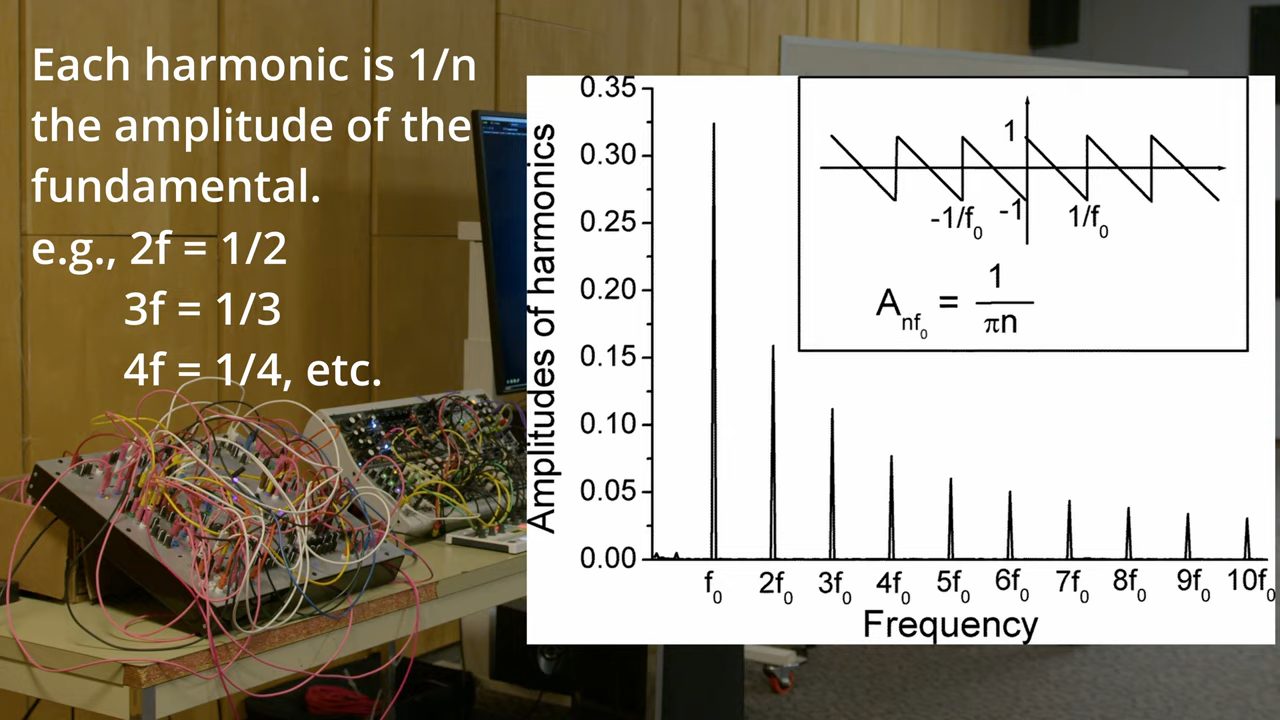 Each harmonic is 1/n
the amplitude of the
fundamental.
e.g., 2f = 1/2
3f = 1/3
4f = 1/4, etc.
Amplitudes of harmonics
0.35
0.30
0.25
0.20
0.15
0.10
0.05
0.00
1
-1/f₀ -1 1/f₀
A_nf₀ = 1/πn
f₀ 2f₀ 3f₀ 4f₀ 5f₀ 6f₀ 7f₀ 8f₀ 9f₀ 10f₀
Frequency